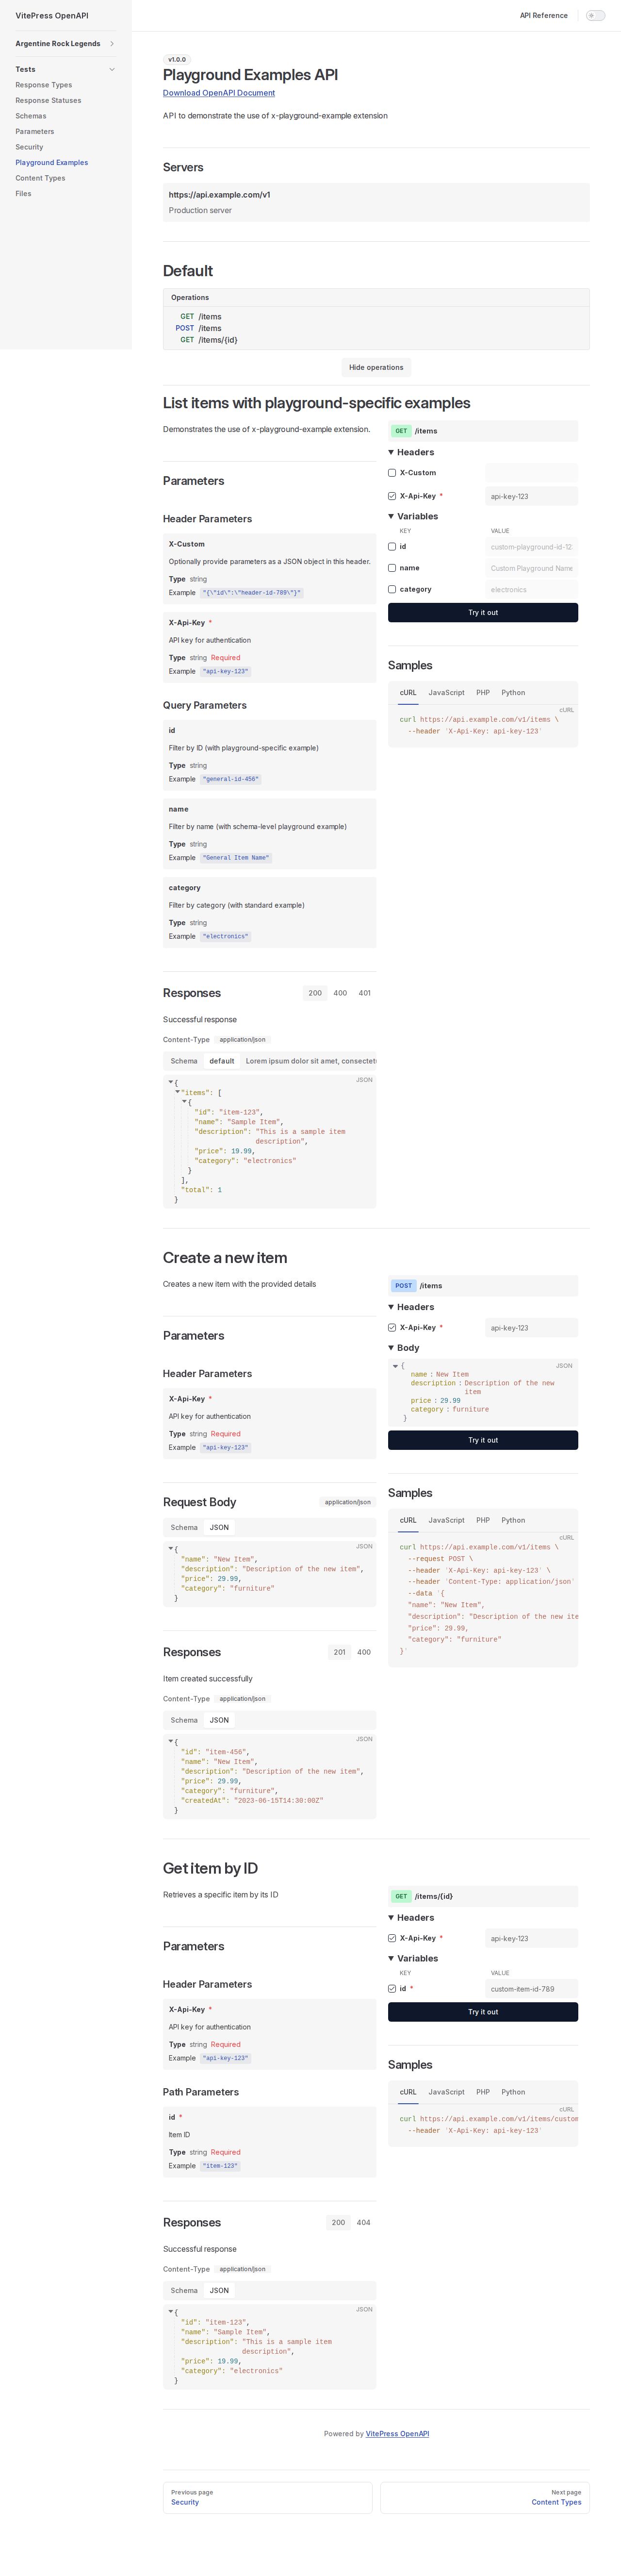 VitePress OpenAPI
API Reference
Argentine Rock Legends
Tests
Response Types
Response Statuses
Schemas
Parameters
Security
Playground Examples
Content Types
Files
v1.0.0
Playground Examples API
Download OpenAPI Document
API to demonstrate the use of x-playground-example extension
Servers
https://api.example.com/v1
Production server
Default
Operations
GET /items
POST /items
GET /items/{id}
Hide operations
List items with playground-specific examples
Demonstrates the use of x-playground-example extension.
Parameters
Header Parameters
X-Custom
Optionally provide parameters as a JSON object in this header.
Type string
Example "{\"id\":\"header-id-789\"}"
X-Api-Key *
API key for authentication
Type string Required
Example "api-key-123"
Query Parameters
id
Filter by ID (with playground-specific example)
Type string
Example "general-id-456"
name
Filter by name (with schema-level playground example)
Type string
Example "General Item Name"
category
Filter by category (with standard example)
Type string
Example "electronics"
Responses
200 400 401
Successful response
Content-Type application/json
Schema default Lorem ipsum dolor sit amet, consectetu
JSON
{
"items": [
{
"id": "item-123",
"name": "Sample Item",
"description": "This is a sample item
description",
"price": 19.99,
"category": "electronics"
}
],
"total": 1
}
GET /items
Headers
X-Custom
X-Api-Key * api-key-123
Variables
KEY VALUE
id custom-playground-id-12
name Custom Playground Name
category electronics
Try it out
Samples
cURL JavaScript PHP Python
cURL
curl https://api.example.com/v1/items \
--header 'X-Api-Key: api-key-123'
Create a new item
Creates a new item with the provided details
Parameters
Header Parameters
X-Api-Key *
API key for authentication
Type string Required
Example "api-key-123"
Request Body
application/json
Schema JSON
JSON
{
"name": "New Item",
"description": "Description of the new item",
"price": 29.99,
"category": "furniture"
}
Responses
201 400
Item created successfully
Content-Type application/json
Schema JSON
JSON
{
"id": "item-456",
"name": "New Item",
"description": "Description of the new item",
"price": 29.99,
"category": "furniture",
"createdAt": "2023-06-15T14:30:00Z"
}
POST /items
Headers
X-Api-Key * api-key-123
Body
JSON
{
name : New Item
description : Description of the new
item
price : 29.99
category : furniture
}
Try it out
Samples
cURL JavaScript PHP Python
cURL
curl https://api.example.com/v1/items \
--request POST \
--header 'X-Api-Key: api-key-123' \
--header 'Content-Type: application/json'
--data '{
"name": "New Item",
"description": "Description of the new ite
"price": 29.99,
"category": "furniture"
}'
Get item by ID
Retrieves a specific item by its ID
Parameters
Header Parameters
X-Api-Key *
API key for authentication
Type string Required
Example "api-key-123"
Path Parameters
id *
Item ID
Type string Required
Example "item-123"
Responses
200 404
Successful response
Content-Type application/json
Schema JSON
JSON
{
"id": "item-123",
"name": "Sample Item",
"description": "This is a sample item
description",
"price": 19.99,
"category": "electronics"
}
GET /items/{id}
Headers
X-Api-Key * api-key-123
Variables
KEY VALUE
id * custom-item-id-789
Try it out
Samples
cURL JavaScript PHP Python
cURL
curl https://api.example.com/v1/items/custom
--header 'X-Api-Key: api-key-123'
Powered by VitePress OpenAPI
Previous page
Security
Next page
Content Types